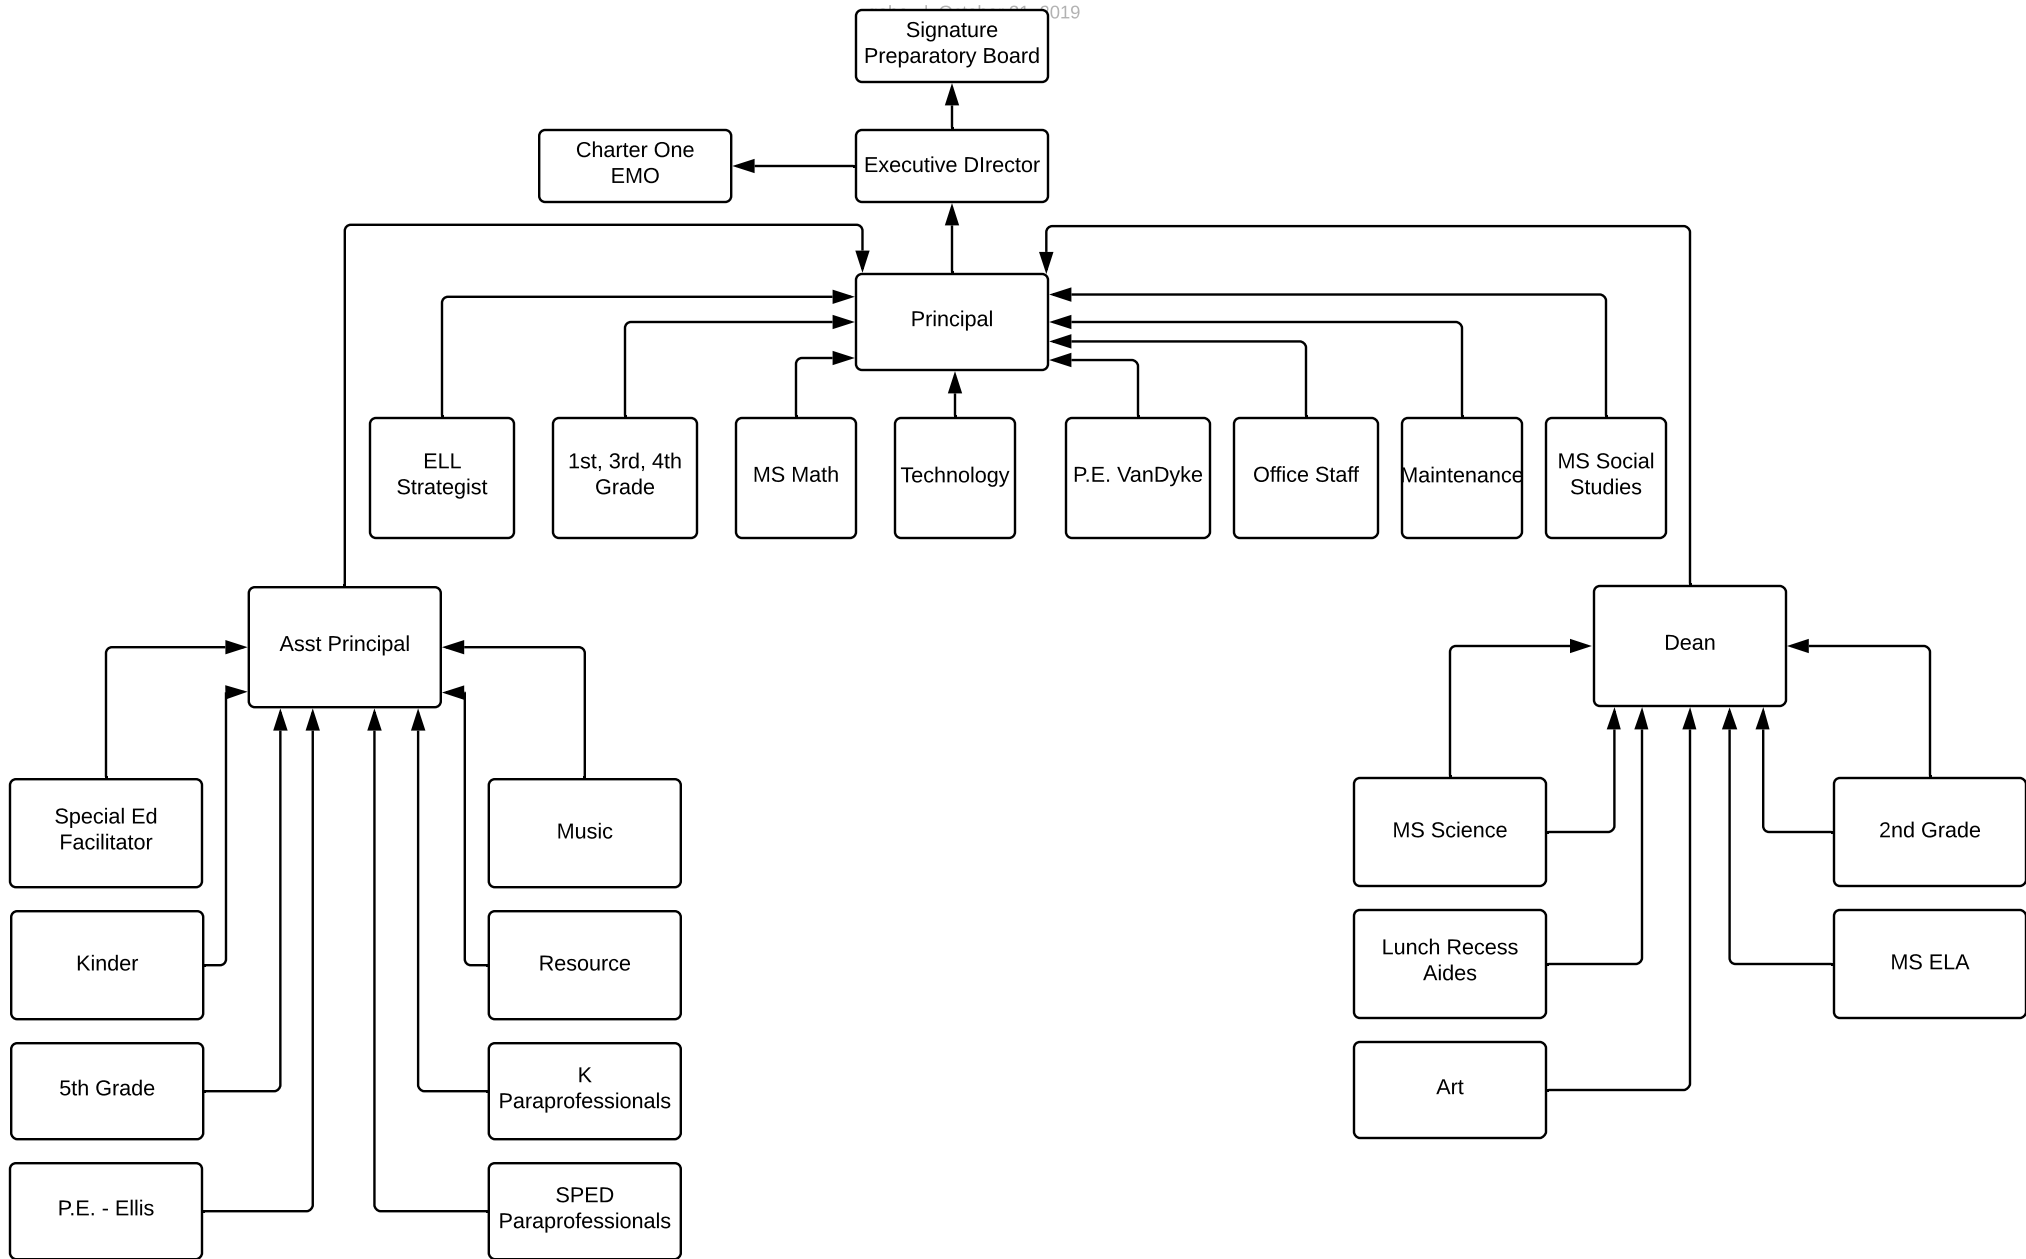 2019
Signature
Preparatory Board
Charter One
EMO
Executive DIrector
Principal
ELL
Strategist
1st, 3rd, 4th
Grade
MS Math
Technology
P.E. VanDyke
Office Staff
Maintenance
MS Social
Studies
Asst Principal
Dean
Special Ed
Facilitator
Music
MS Science
2nd Grade
Kinder
Resource
Lunch Recess
Aides
MS ELA
5th Grade
K
Paraprofessionals
Art
P.E. - Ellis
SPED
Paraprofessionals